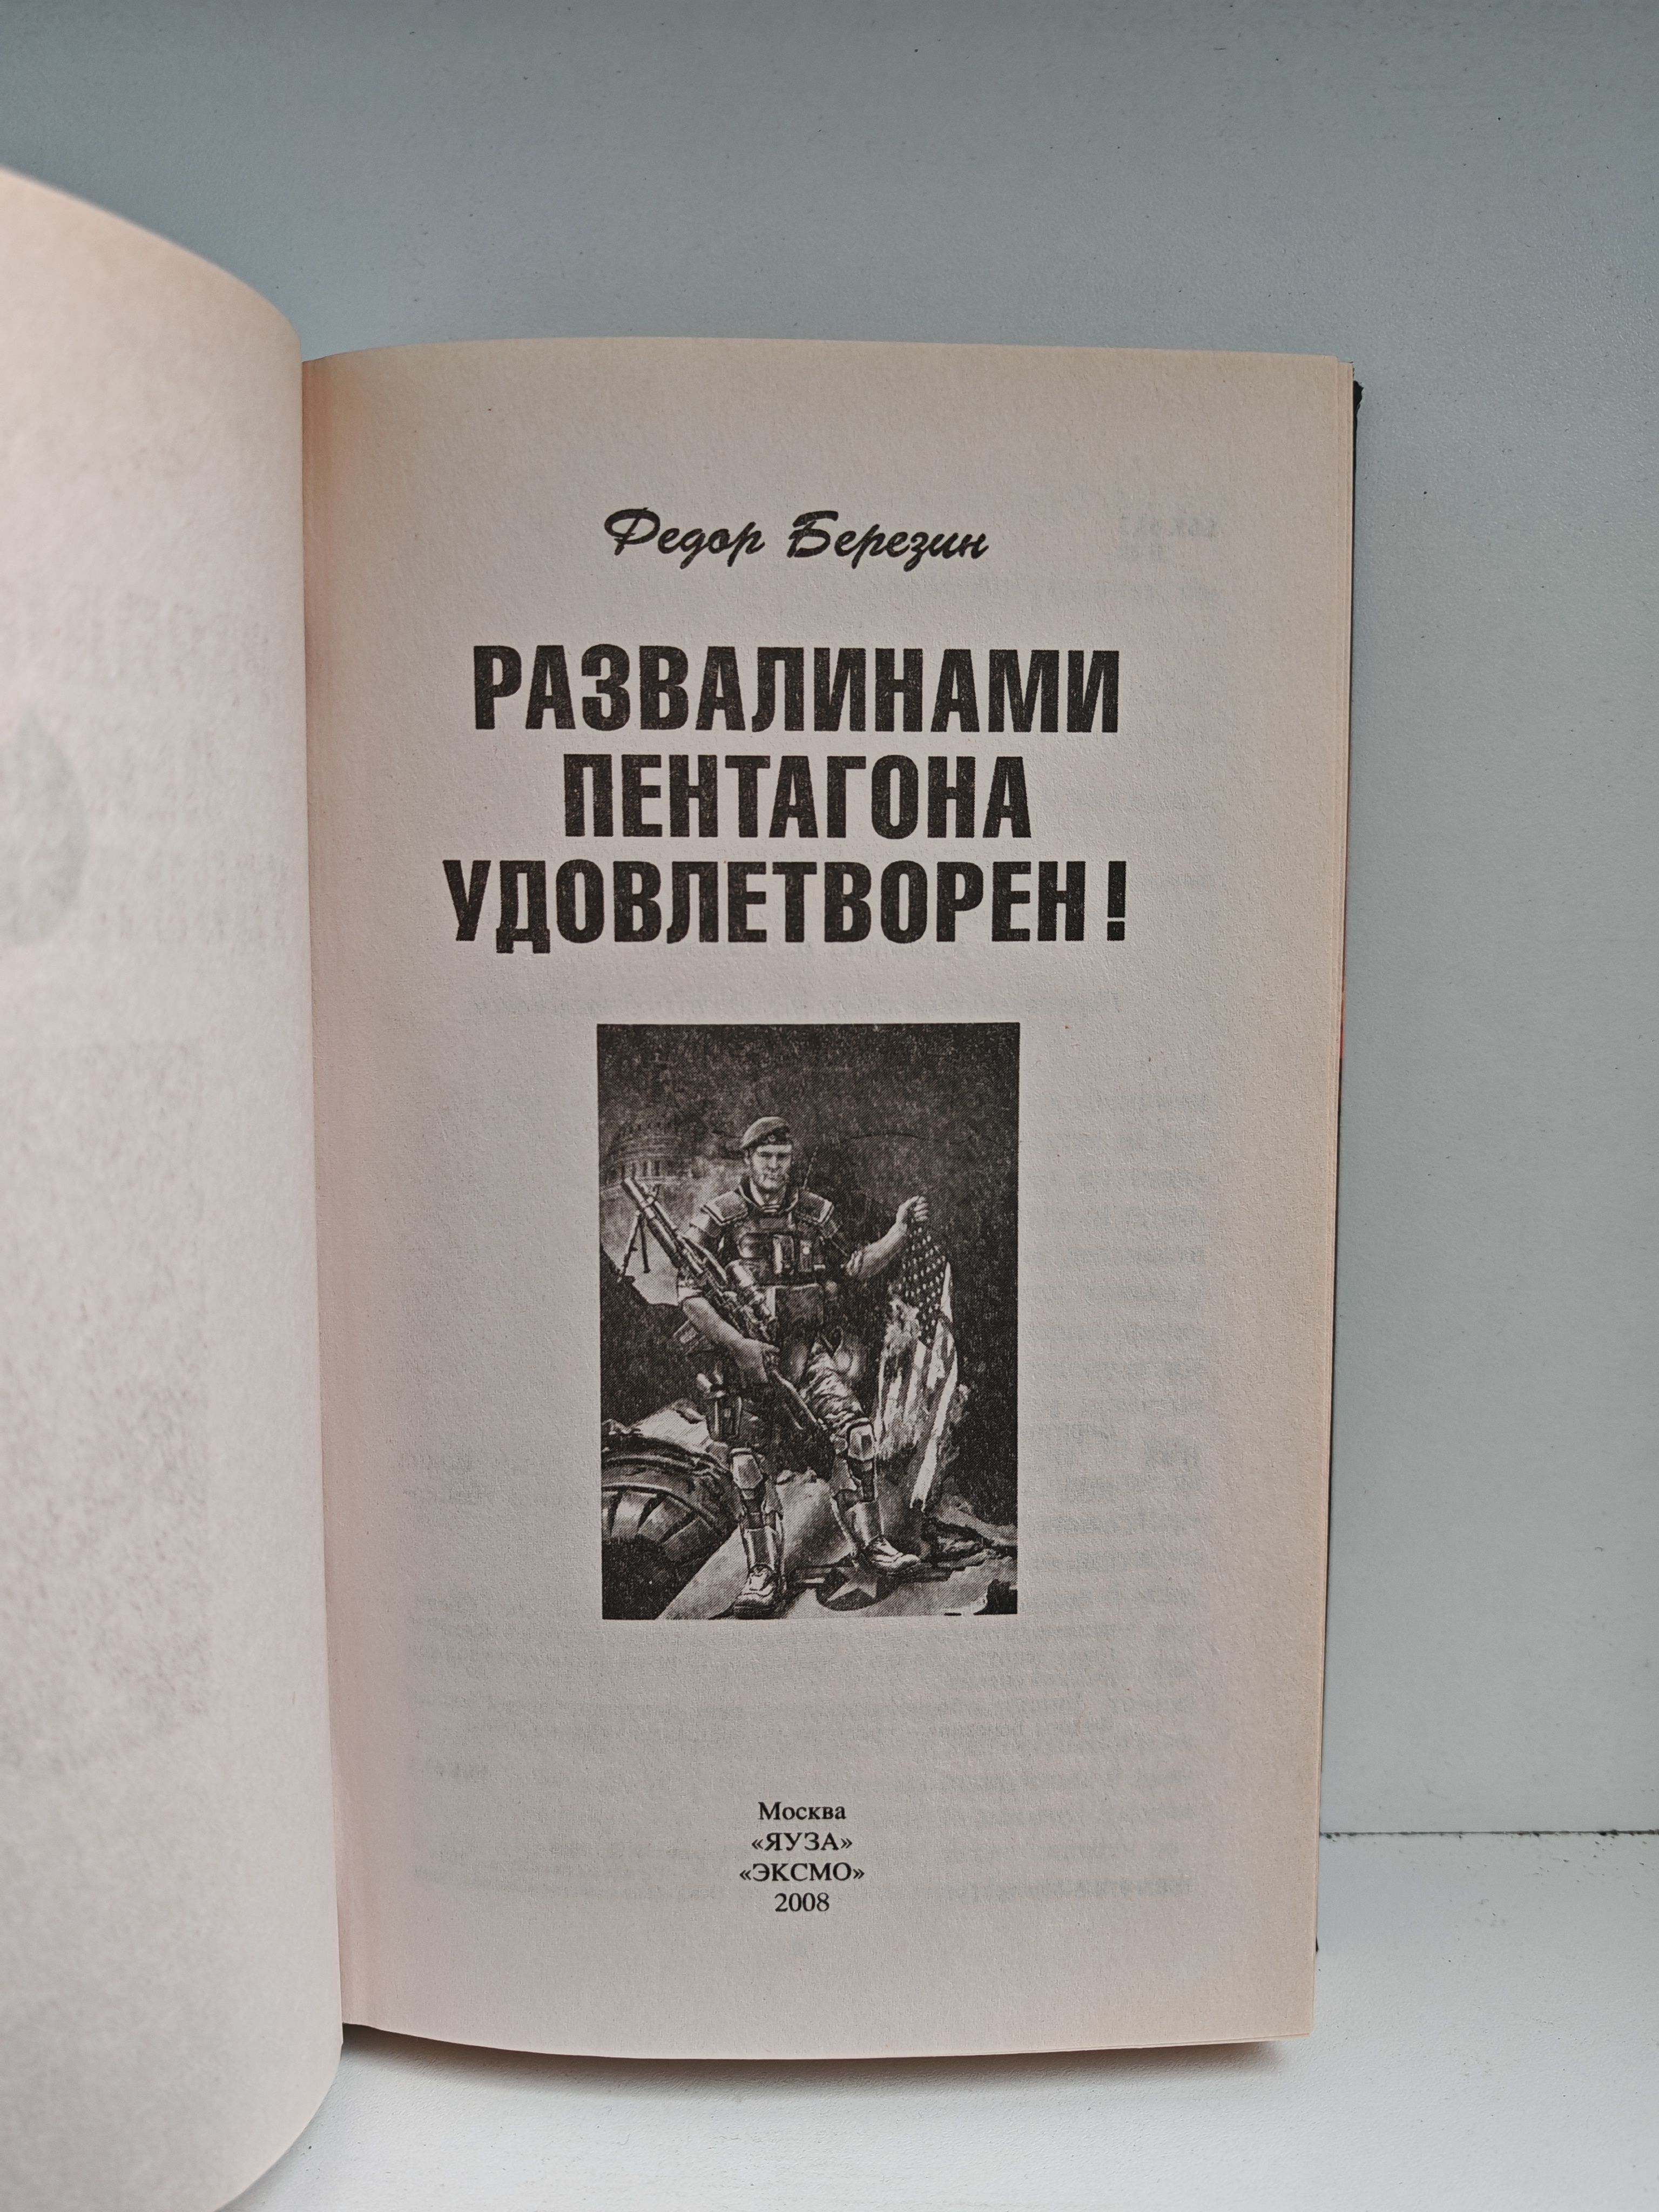 Федор Березин
РАЗВАЛИНАМИ
ПЕНТАГОНА
УДОВЛЕТВОРЕН!
Москва
«ЯУЗА»
«ЭКСМО»
2008